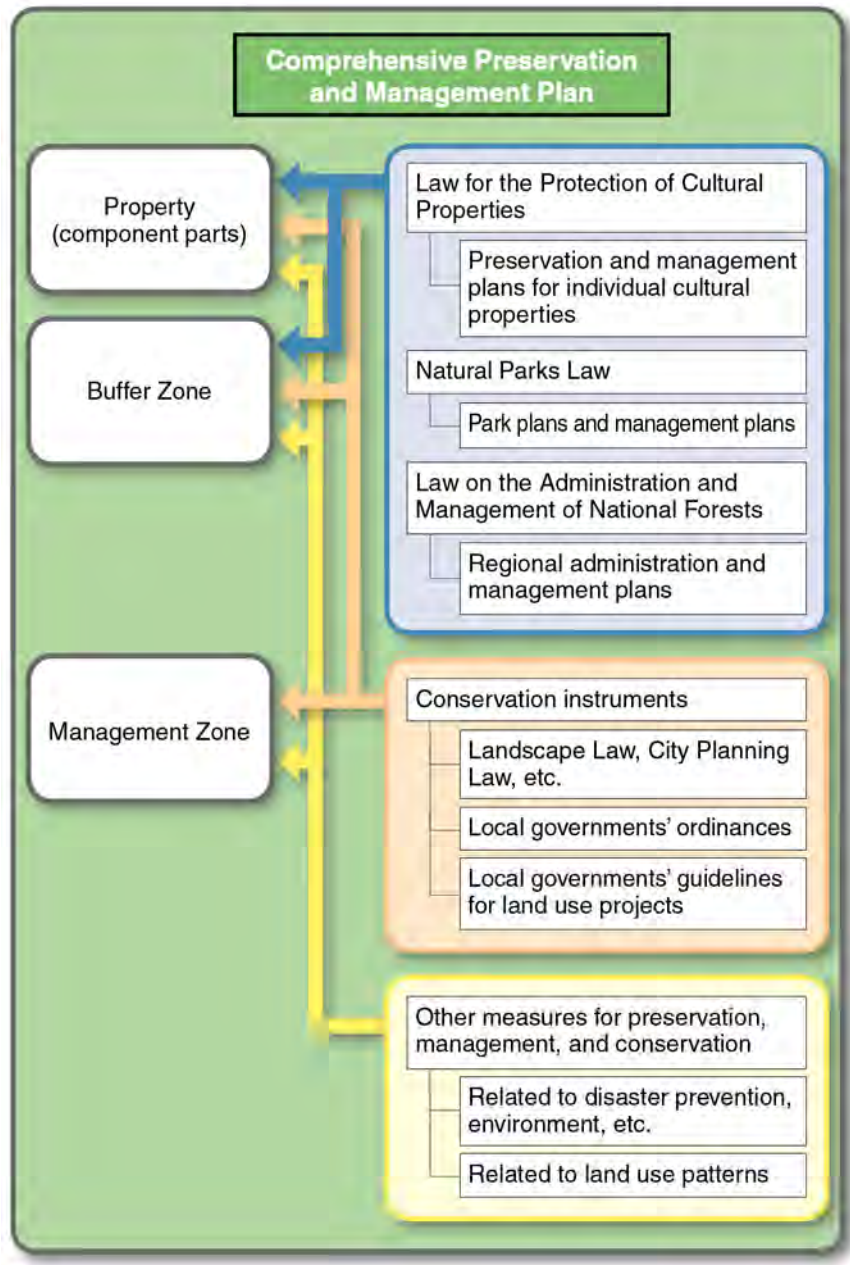 Comprehensive Preservation
and Management Plan
Property
(component parts)
Buffer Zone
Management Zone
Law for the Protection of Cultural
Properties
Preservation and management
plans for individual cultural
properties
Natural Parks Law
Park plans and management plans
Law on the Administration and
Management of National Forests
Regional administration and
management plans
Conservation instruments
Landscape Law, City Planning
Law, etc.
Local governments’ ordinances
Local governments’ guidelines
for land use projects
Other measures for preservation,
management, and conservation
Related to disaster prevention,
environment, etc.
Related to land use patterns